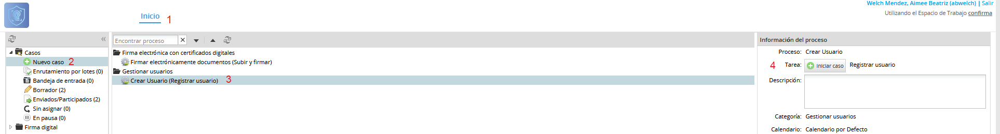 Welch Mendez, Aimee Beatriz (abwelch) | Salir
Inicio 1
Utilizando el Espacio de Trabajo confirma
Casos
Nuevo caso 2
Enrutamiento por lotes (0)
Bandeja de entrada (0)
Borrador (2)
Enviados/Participados (2)
Sin asignar (0)
En pausa (0)
Firma digital
Encontrar proceso
Firma electrónica con certificados digitales
Firmar electrónicamente documentos (Subir y firmar)
Gestionar usuarios
Crear Usuario (Registrar usuario) 3
Información del proceso
Proceso: Crear Usuario
4 Tarea: Iniciar caso Registrar usuario
Descripción:
Categoría: Gestionar usuarios
Calendario: Calendario por Defecto